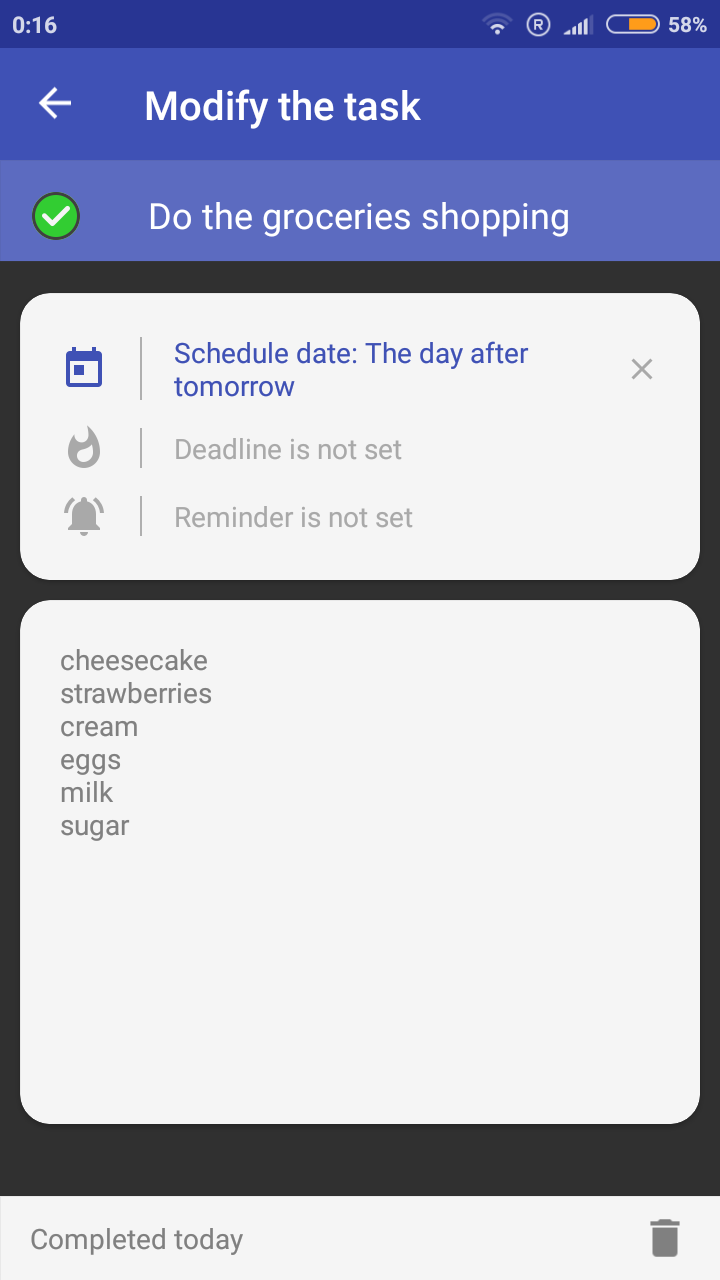 0:16
R
58%
Modify the task
Do the groceries shopping
Schedule date: The day after
tomorrow
Deadline is not set
Reminder is not set
cheesecake
strawberries
cream
eggs
milk
sugar
Completed today